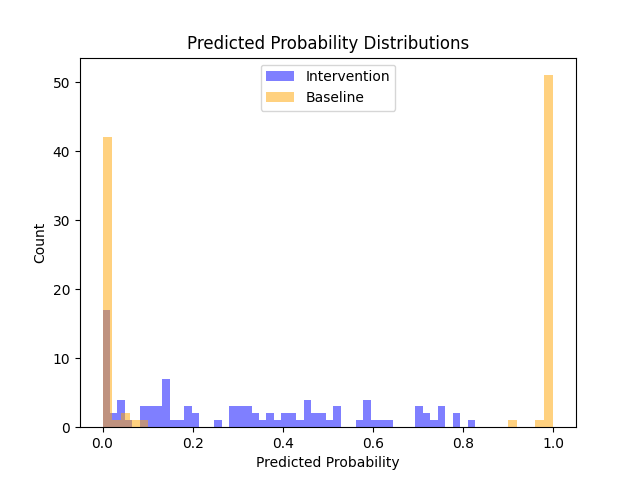 Predicted Probability Distributions
Intervention
Baseline
50
40
30
20
10
0
Count
0.0 0.2 0.4 0.6 0.8 1.0
Predicted Probability